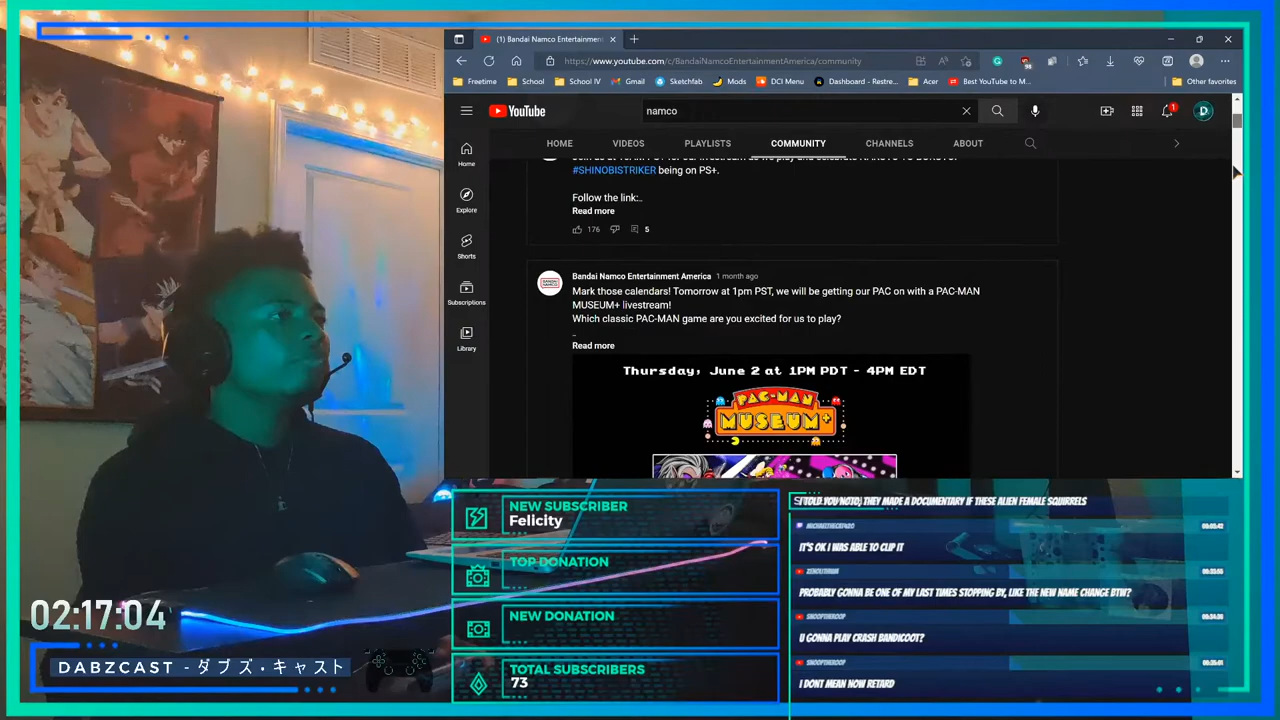 (1) Bandai Namco Entertainment
https://www.youtube.com/c/BandaiNamcoEntertainmentAmerica/community
Freetime
School
School IV
Gmail
Sketchfab
Mods
DCI Menu
Dashboard - Restre...
Acer
Best YouTube to M...
Other favorites
YouTube
namco
1
D
HOME
VIDEOS
PLAYLISTS
COMMUNITY
CHANNELS
ABOUT
Home
Explore
Shorts
Subscriptions
Library
#SHINOBISTRIKER being on PS+.
Follow the link:..
Read more
176
5
Bandai Namco Entertainment America 1 month ago
Mark those calendars! Tomorrow at 1pm PST, we will be getting our PAC on with a PAC-MAN
MUSEUM+ livestream!
Which classic PAC-MAN game are you excited for us to play?
-
Read more
Thursday, June 2 at 1PM PDT - 4PM EDT
PAC-MAN
MUSEUM+
NEW SUBSCRIBER
Felicity
TOP DONATION
NEW DONATION
TOTAL SUBSCRIBERS
73
TOLD YOU NOTO, THEY MADE A DOCUMENTARY IF THESE ALIEN FEMALE SQUIRRELS
IT'S OK I WAS ABLE TO CLIP IT
PROBABLY GONNA BE ONE OF MY LAST TIMES STOPPING BY, LIKE THE NEW NAME CHANGE BTW?
SNOOPTHEROOP
U GONNA PLAY CRASH BANDICOOT?
SNOOPTHEROOP
I DONT MEAN NOW RETARD
02:17:04
DABZCAST - ダブズ・キャスト